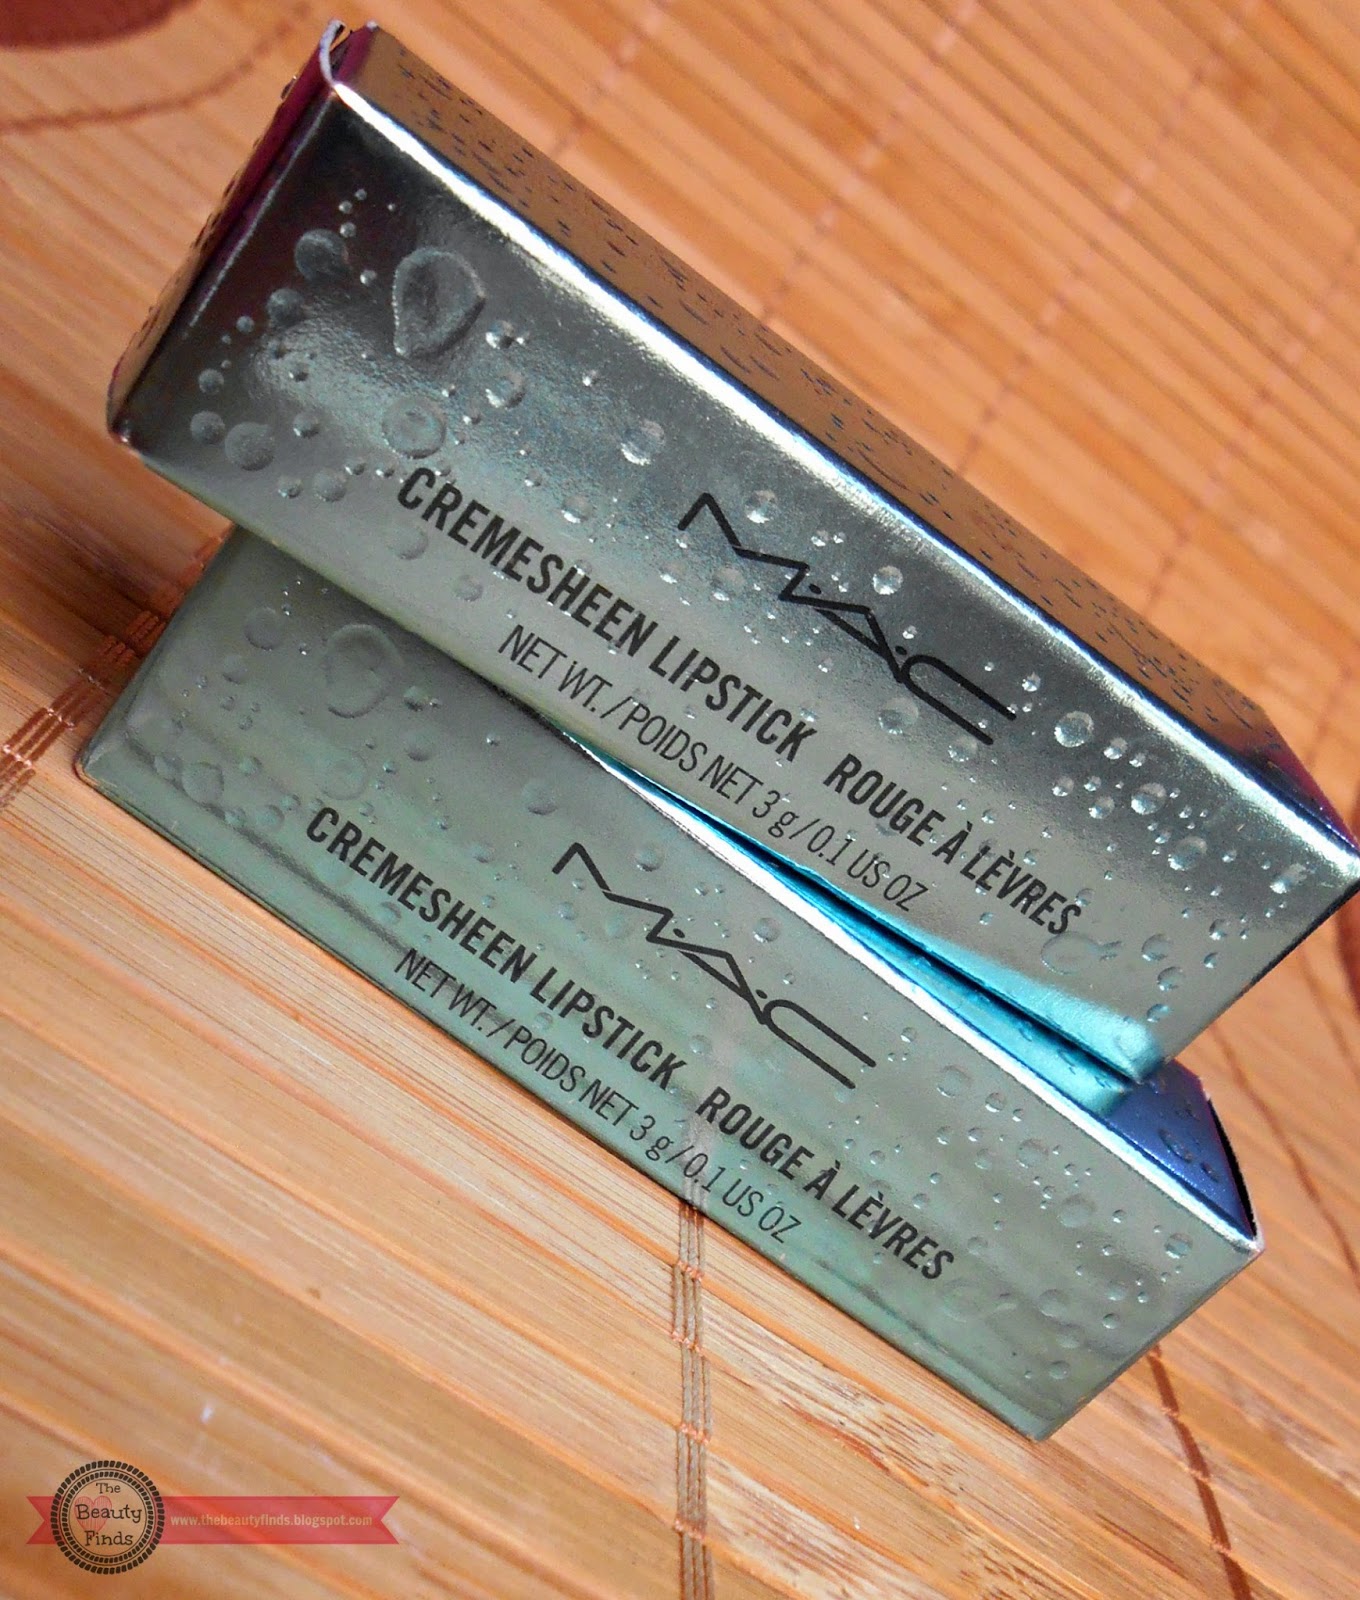 M·A·C
CREMESHEEN LIPSTICK ROUGE À LÈVRES
NET WT. / POIDS NET 3 g / 0.1 US OZ
M·A·C
CREMESHEEN LIPSTICK ROUGE À LÈVRES
NET WT. / POIDS NET 3 g / 0.1 US OZ
The
Beauty
Finds
www.thebeautyfinds.blogspot.com